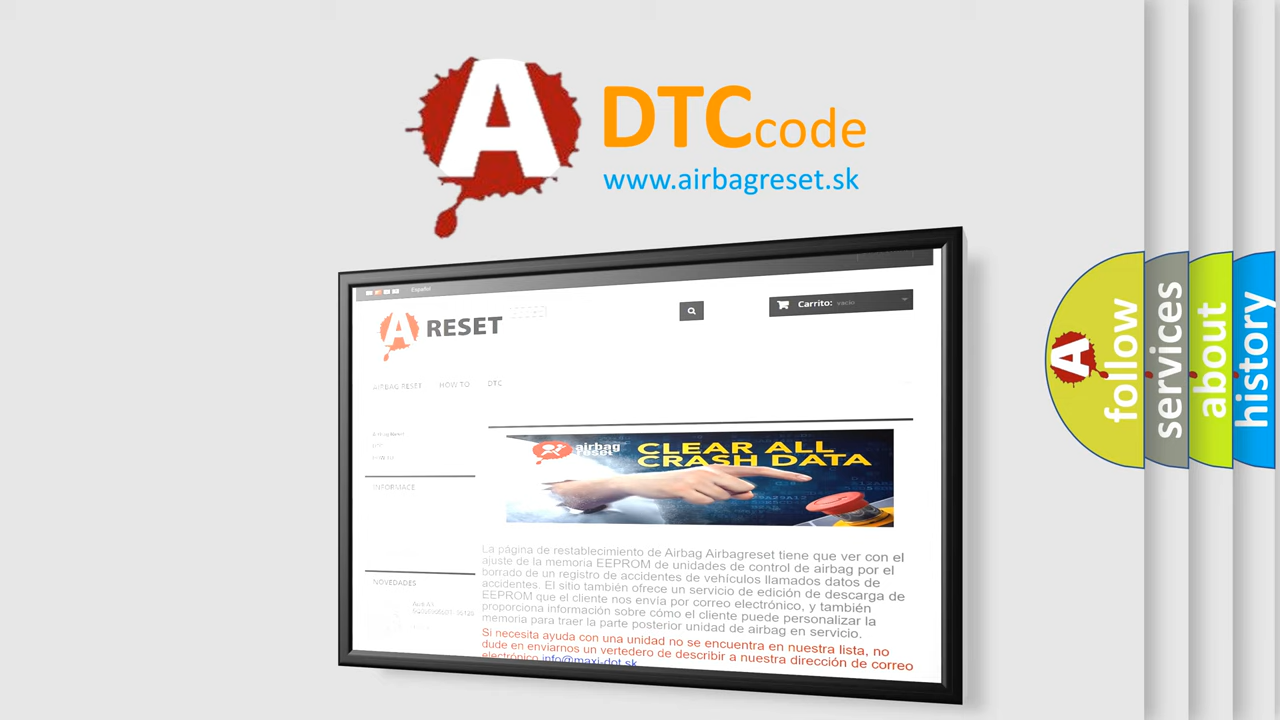 A
DTCcode
www.airbagreset.sk
Español
A RESET
Carrito: vacío
AIRBAG RESET
HOW TO
DTC
INFORMACE
NOVEDADES
airbag
reset
CLEAR ALL
CRASH DATA
La página de restablecimiento de Airbag Airbagreset tiene que ver con el
ajuste de la memoria EEPROM de unidades de control de airbag por el
borrado de un registro de accidentes de vehículos llamados datos de
accidentes. El sitio también ofrece un servicio de edición de descarga de
EEPROM que el cliente nos envía por correo electrónico, y también
proporciona información sobre cómo el cliente puede personalizar la
memoria para traer la parte posterior unidad de airbag en servicio.
Si necesita ayuda con una unidad no se encuentra en nuestra lista, no
dude en enviarnos un vertedero de describir a nuestra dirección de correo
electrónico info@maxi-dot.sk
A
follow
services
about
history